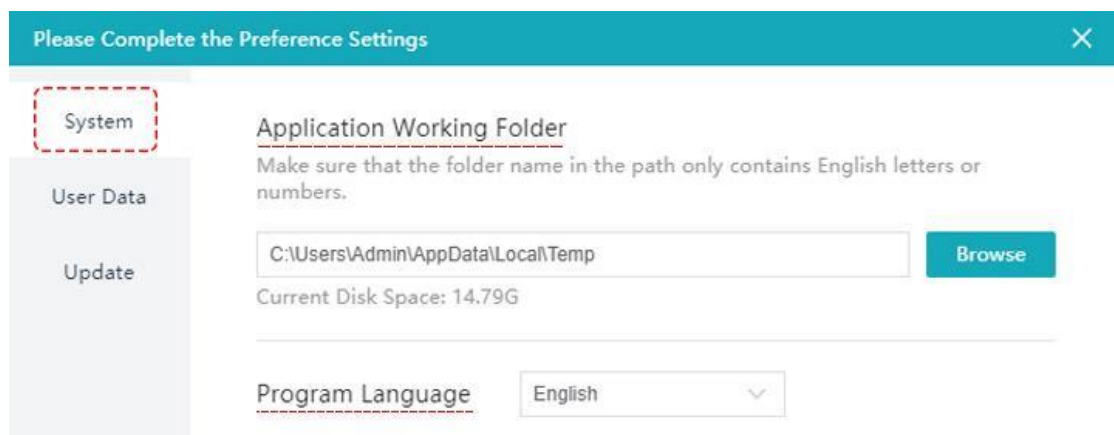 Please Complete the Preference Settings
System
User Data
Update
Application Working Folder
Make sure that the folder name in the path only contains English letters or
numbers.
C:\Users\Admin\AppData\Local\Temp
Browse
Current Disk Space: 14.79G
Program Language
English